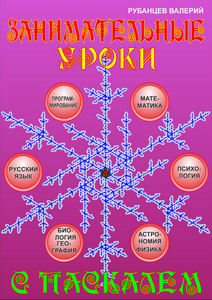 РУБАНЦЕВ ВАЛЕРИЙ
ЗАНИМАТЕЛЬНЫЕ
УРОКИ
ПРОГРАМ-
МИРОВАНИЕ
МАТЕ-
МАТИКА
РУССКИЙ
ЯЗЫК
ПСИХО-
ЛОГИЯ
БИО-
ЛОГИЯ
ГЕО-
ГРАФИЯ
АСТРО-
НОМИЯ
ФИЗИКА
С ПАСКАЛЕМ